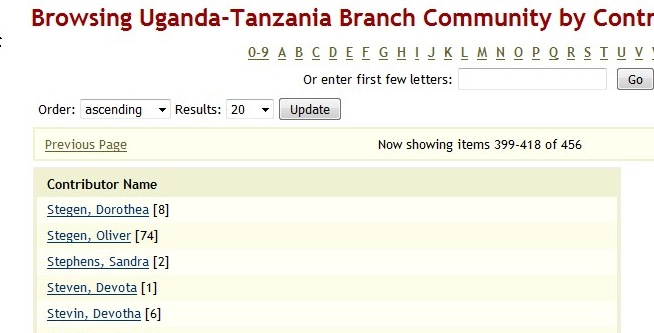 Browsing Uganda-Tanzania Branch Community by Contr
0-9 A B C D E F G H I J K L M N O P Q R S T U V
Or enter first few letters: Go
Order: ascending Results: 20 Update
Previous Page Now showing items 399-418 of 456
Contributor Name
Stegen, Dorothea [8]
Stegen, Oliver [74]
Stephens, Sandra [2]
Steven, Devota [1]
Stevin, Devotha [6]